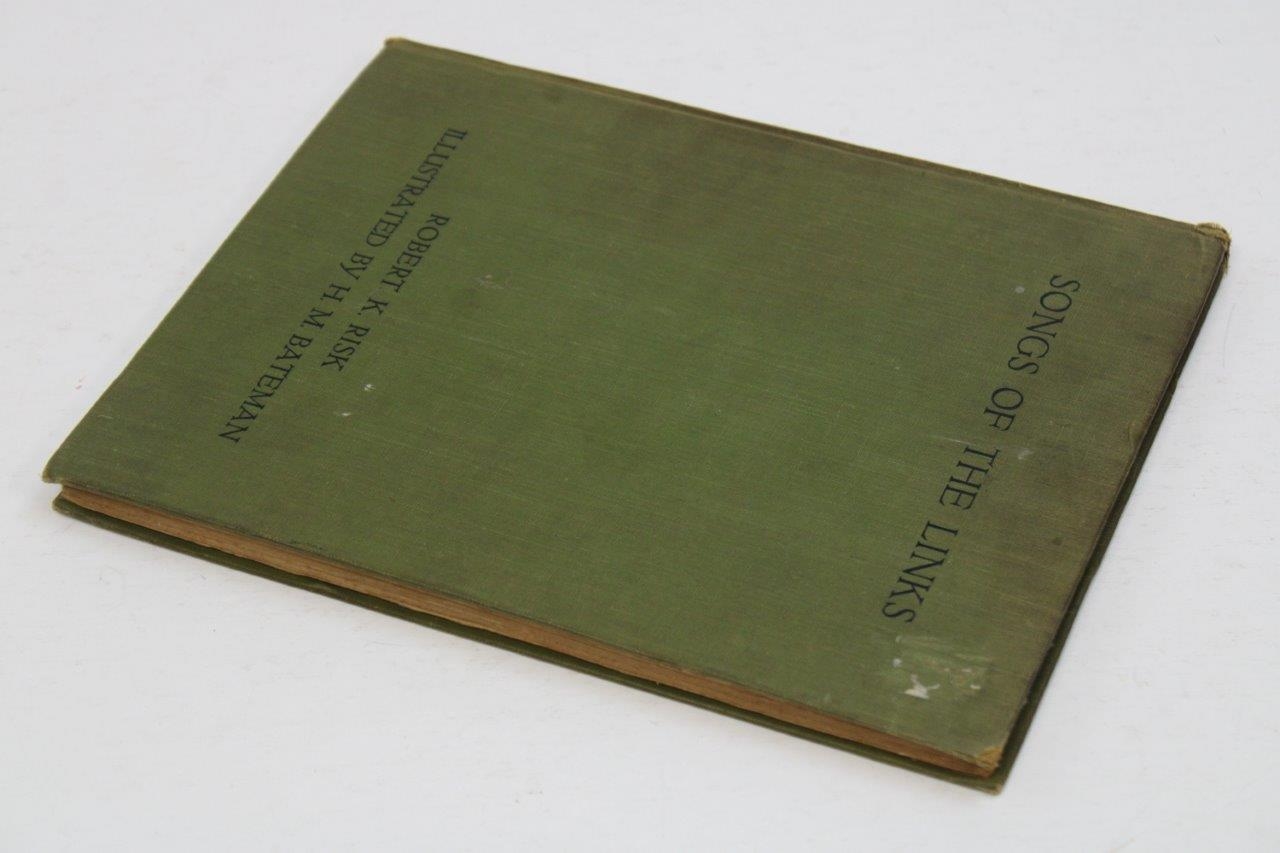 SONGS OF THE LINKS
ROBERT K. RISK
ILLUSTRATED BY H. M. BATEMAN